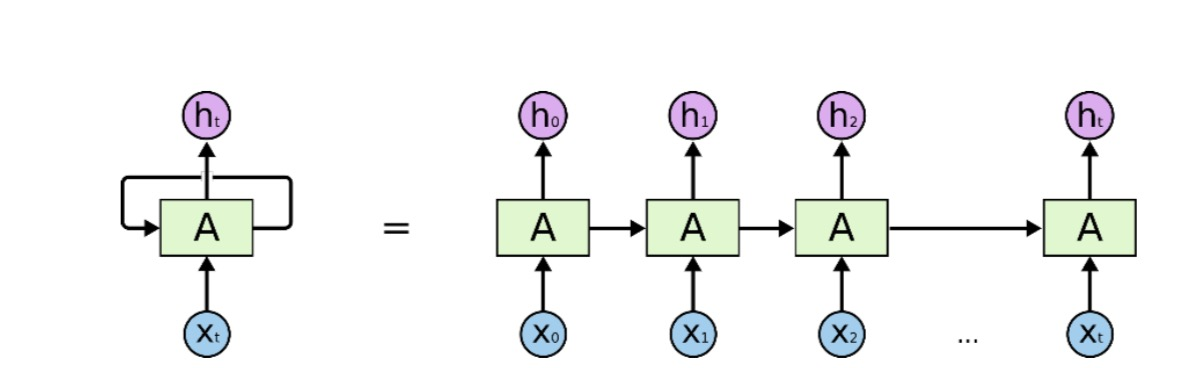 hₜ h₀ h₁ h₂ hₜ
A = A A A A
xₜ x₀ x₁ x₂ ... xₜ